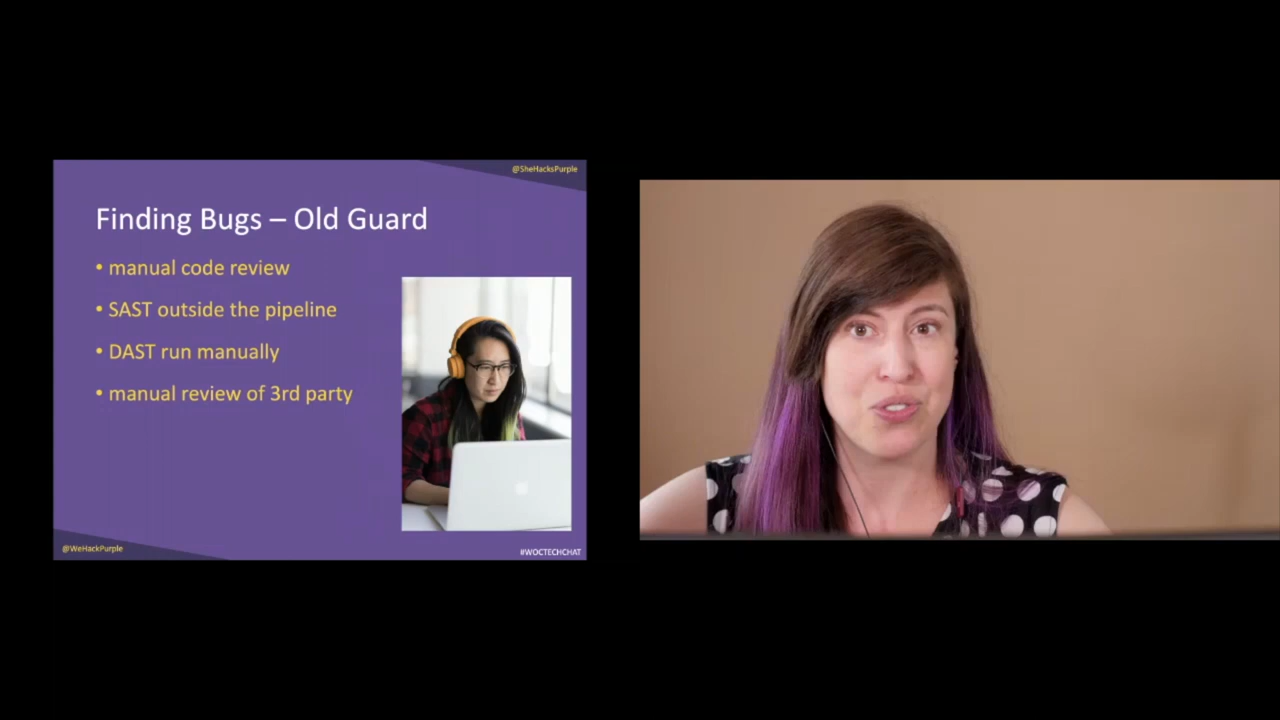 @SheHacksPurple
Finding Bugs – Old Guard
• manual code review
• SAST outside the pipeline
• DAST run manually
• manual review of 3rd party
@WeHackPurple
#WOCTECHCHAT